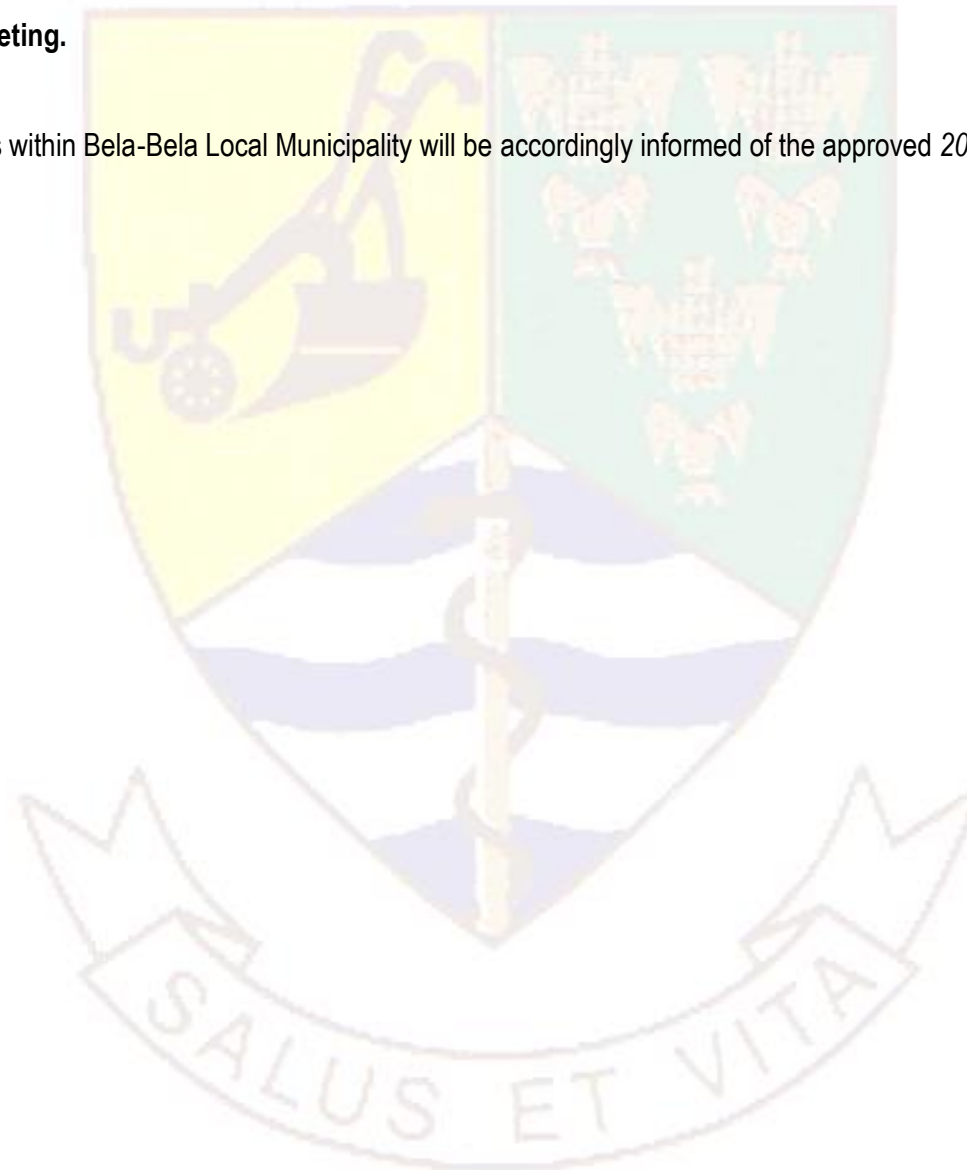 eting.
s within Bela-Bela Local Municipality will be accordingly informed of the approved 20
SALUS ET VITA